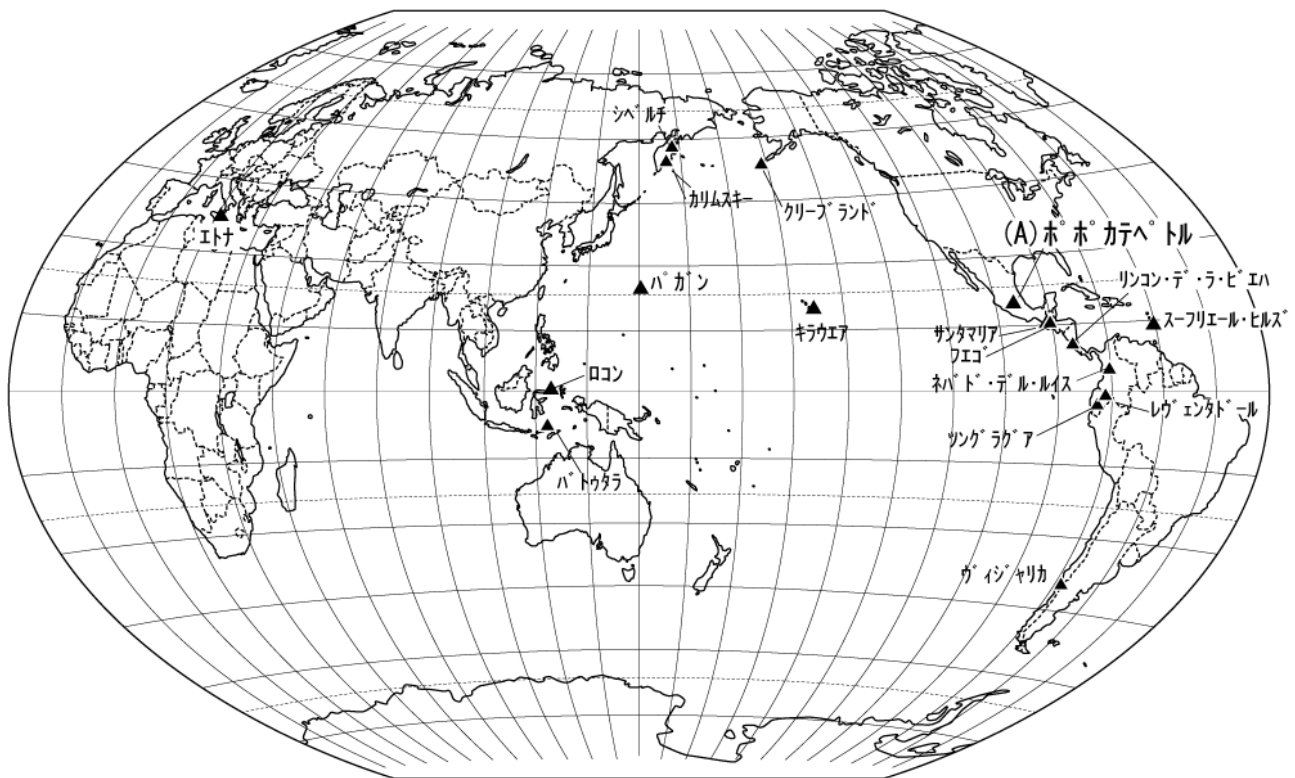 シベルチ
カリムスキー
クリーブランド
エトナ
(A)ポポカテペトル
リンコン・デ・ラ・ビエハ
パガン
キラウエア
サンタマリア
スーフリエール・ヒルズ
フエゴ
ロコン
ネバド・デル・ルイス
レヴェンタドール
ツングラグア
バトゥタラ
ヴィジャリカ